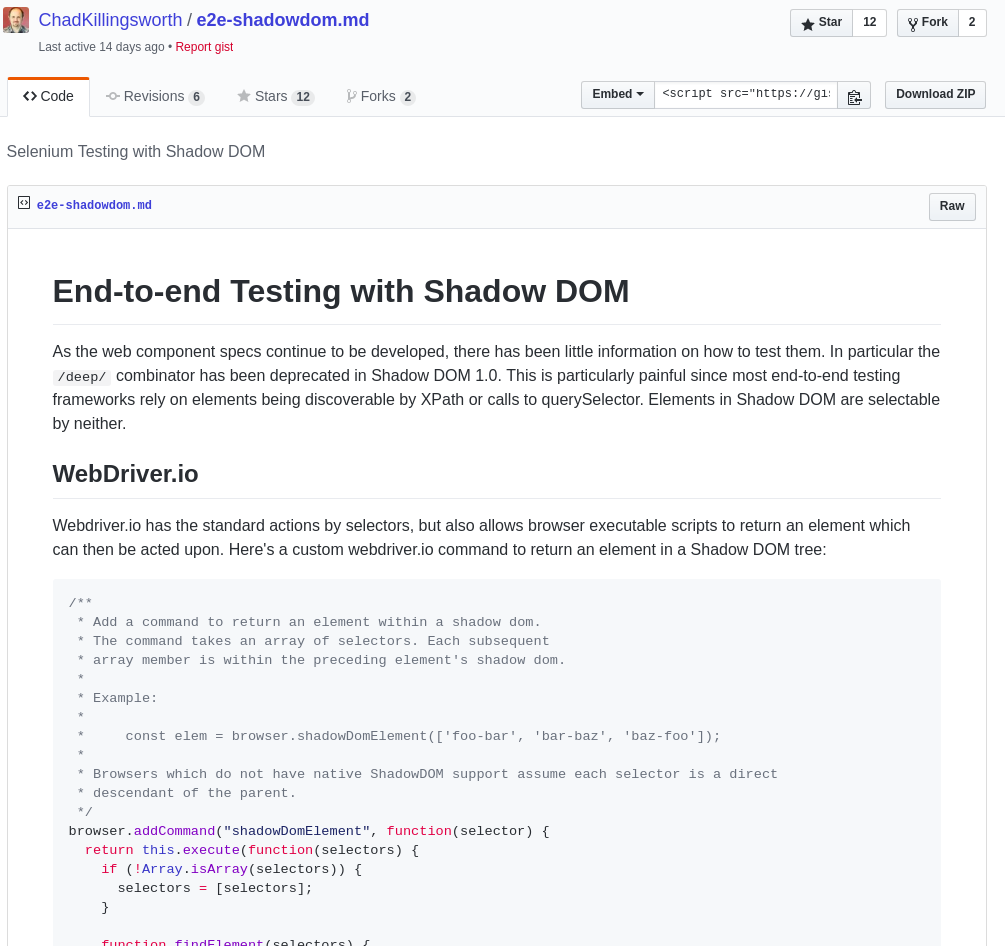 ChadKillingsworth / e2e-shadowdom.md
Star 12 Fork 2
Last active 14 days ago • Report gist
Code Revisions 6 Stars 12 Forks 2
Embed <script src="https://gis Download ZIP
Selenium Testing with Shadow DOM
e2e-shadowdom.md
Raw
End-to-end Testing with Shadow DOM
As the web component specs continue to be developed, there has been little information on how to test them. In particular the
/deep/ combinator has been deprecated in Shadow DOM 1.0. This is particularly painful since most end-to-end testing
frameworks rely on elements being discoverable by XPath or calls to querySelector. Elements in Shadow DOM are selectable
by neither.
WebDriver.io
Webdriver.io has the standard actions by selectors, but also allows browser executable scripts to return an element which
can then be acted upon. Here's a custom webdriver.io command to return an element in a Shadow DOM tree:
/**
 * Add a command to return an element within a shadow dom.
 * The command takes an array of selectors. Each subsequent
 * array member is within the preceding element's shadow dom.
 *
 * Example:
 *
 *     const elem = browser.shadowDomElement(['foo-bar', 'bar-baz', 'baz-foo']);
 *
 * Browsers which do not have native ShadowDOM support assume each selector is a direct
 * descendant of the parent.
 */
browser.addCommand("shadowDomElement", function(selector) {
  return this.execute(function(selectors) {
    if (!Array.isArray(selectors)) {
      selectors = [selectors];
    }
    function findElement(selectors) {